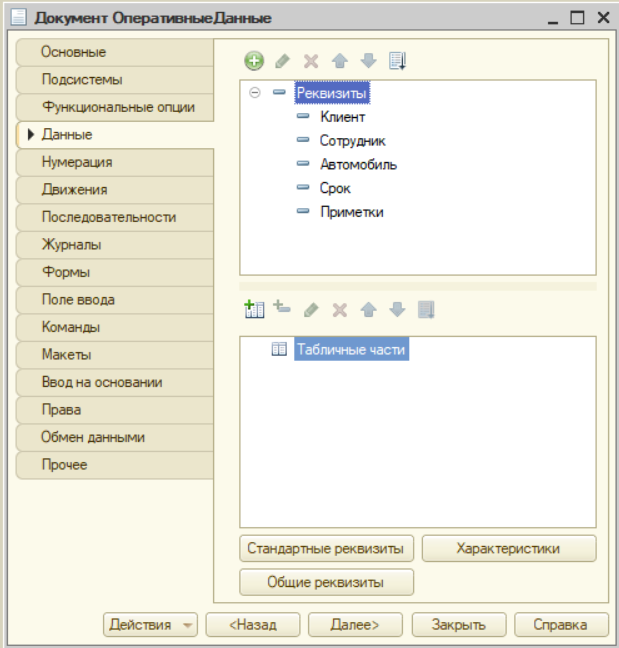 Документ ОперативныеДанные
Основные
Подсистемы
Функциональные опции
Данные
Нумерация
Движения
Последовательности
Журналы
Формы
Поле ввода
Команды
Макеты
Ввод на основании
Права
Обмен данными
Прочее
Реквизиты
Клиент
Сотрудник
Автомобиль
Срок
Приметки
Табличные части
Стандартные реквизиты
Характеристики
Общие реквизиты
Действия
<Назад
Далее>
Закрыть
Справка